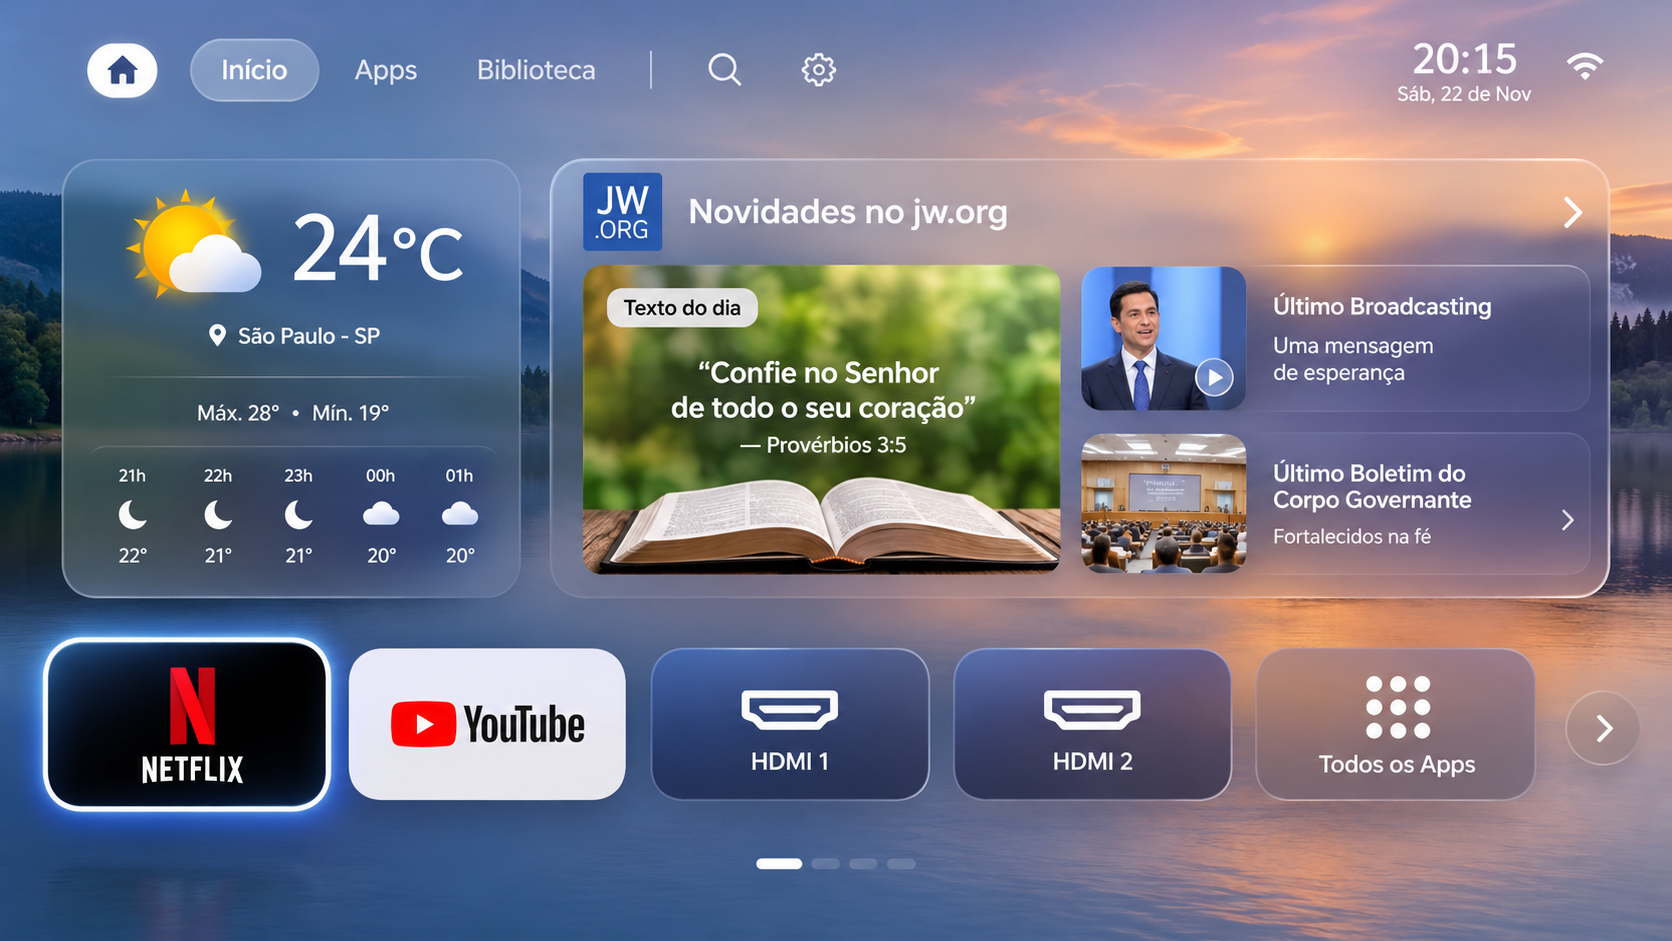 Início
Apps
Biblioteca
20:15
Sáb, 22 de Nov
24°C
São Paulo - SP
Máx. 28° • Mín. 19°
21h 22h 23h 00h 01h
22° 21° 21° 20° 20°
JW
.ORG
Novidades no jw.org
Texto do dia
“Confie no Senhor
de todo o seu coração”
— Provérbios 3:5
Último Broadcasting
Uma mensagem
de esperança
Último Boletim do
Corpo Governante
Fortalecidos na fé
N
NETFLIX
YouTube
HDMI 1
HDMI 2
Todos os Apps